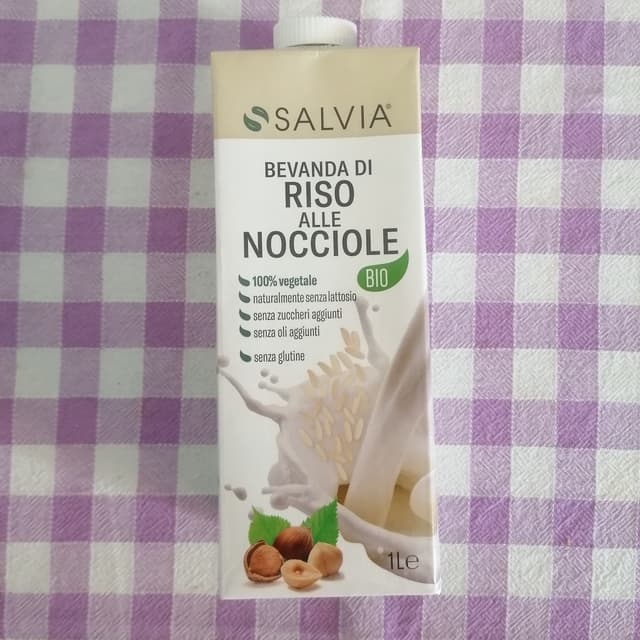 SALVIA®
BEVANDA DI
RISO
ALLE
NOCCIOLE
BIO
100% vegetale
naturalmente senza lattosio
senza zuccheri aggiunti
senza oli aggiunti
senza glutine
1L℮